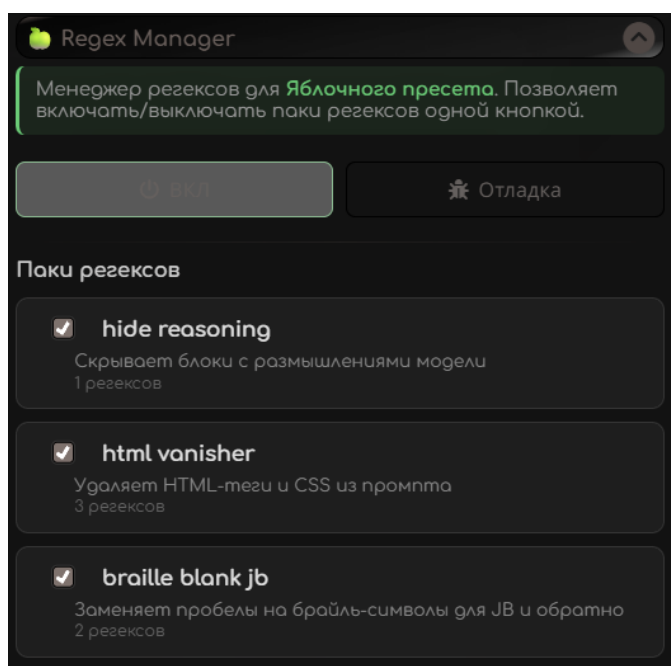 Regex Manager
Менеджер регексов для Яблочного пресета. Позволяет
включать/выключать паки регексов одной кнопкой.
ВКЛ
Отладка
Паки регексов
hide reasoning
Скрывает блоки с размышлениями модели
1 регексов
html vanisher
Удаляет HTML-теги и CSS из промпта
3 регексов
braille blank jb
Заменяет пробелы на брайль-символы для JB и обратно
2 регексов